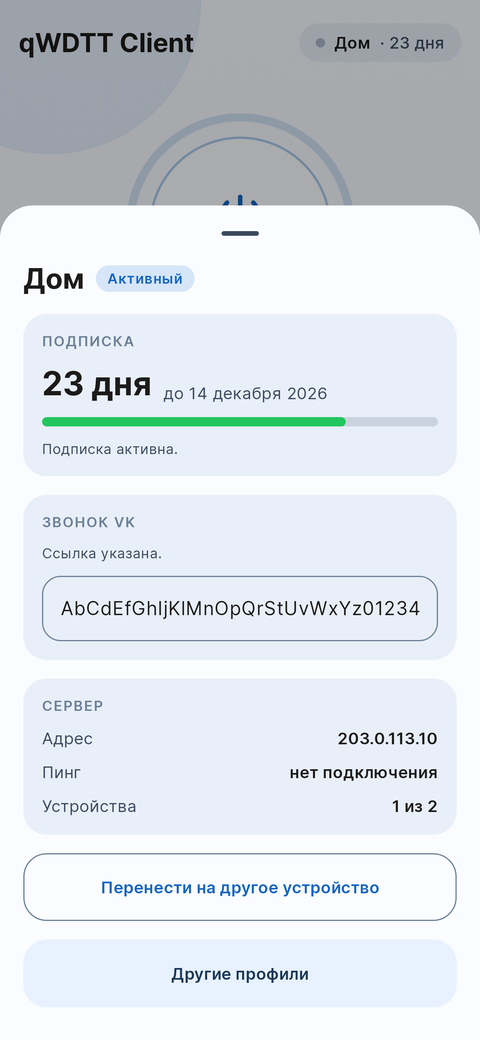 qWDTT Client
Дом · 23 дня
Дом
Активный
ПОДПИСКА
23 дня до 14 декабря 2026
Подписка активна.
ЗВОНОК VK
Ссылка указана.
AbCdEfGhIjKlMnOpQrStUvWxYz01234
СЕРВЕР
Адрес 203.0.113.10
Пинг нет подключения
Устройства 1 из 2
Перенести на другое устройство
Другие профили